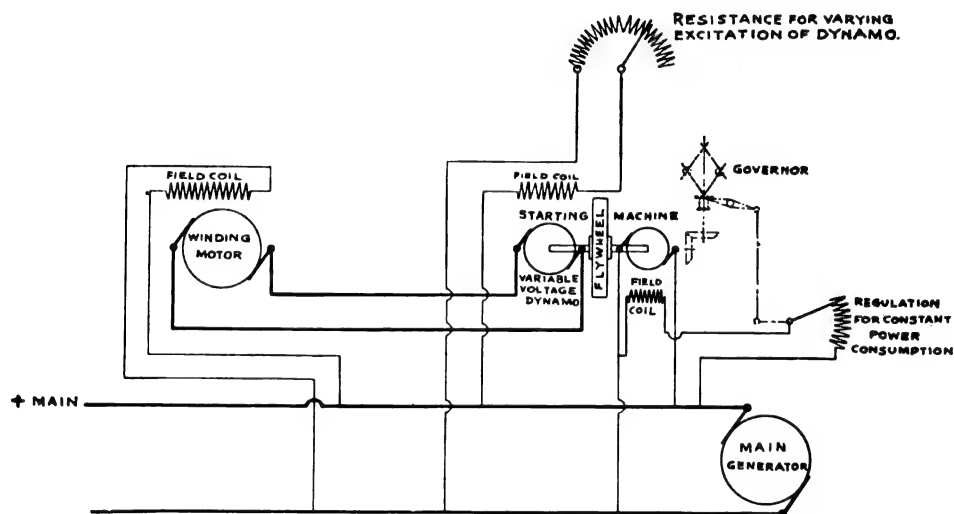 RESISTANCE FOR VARYING
EXCITATION OF DYNAMO.
GOVERNOR
FIELD COIL
FIELD COIL
STARTING MACHINE
WINDING
MOTOR
FLYWHEEL
VARIABLE
VOLTAGE
DYNAMO
FIELD
COIL
REGULATION
FOR CONSTANT
POWER
CONSUMPTION
+ MAIN
MAIN
GENERATOR